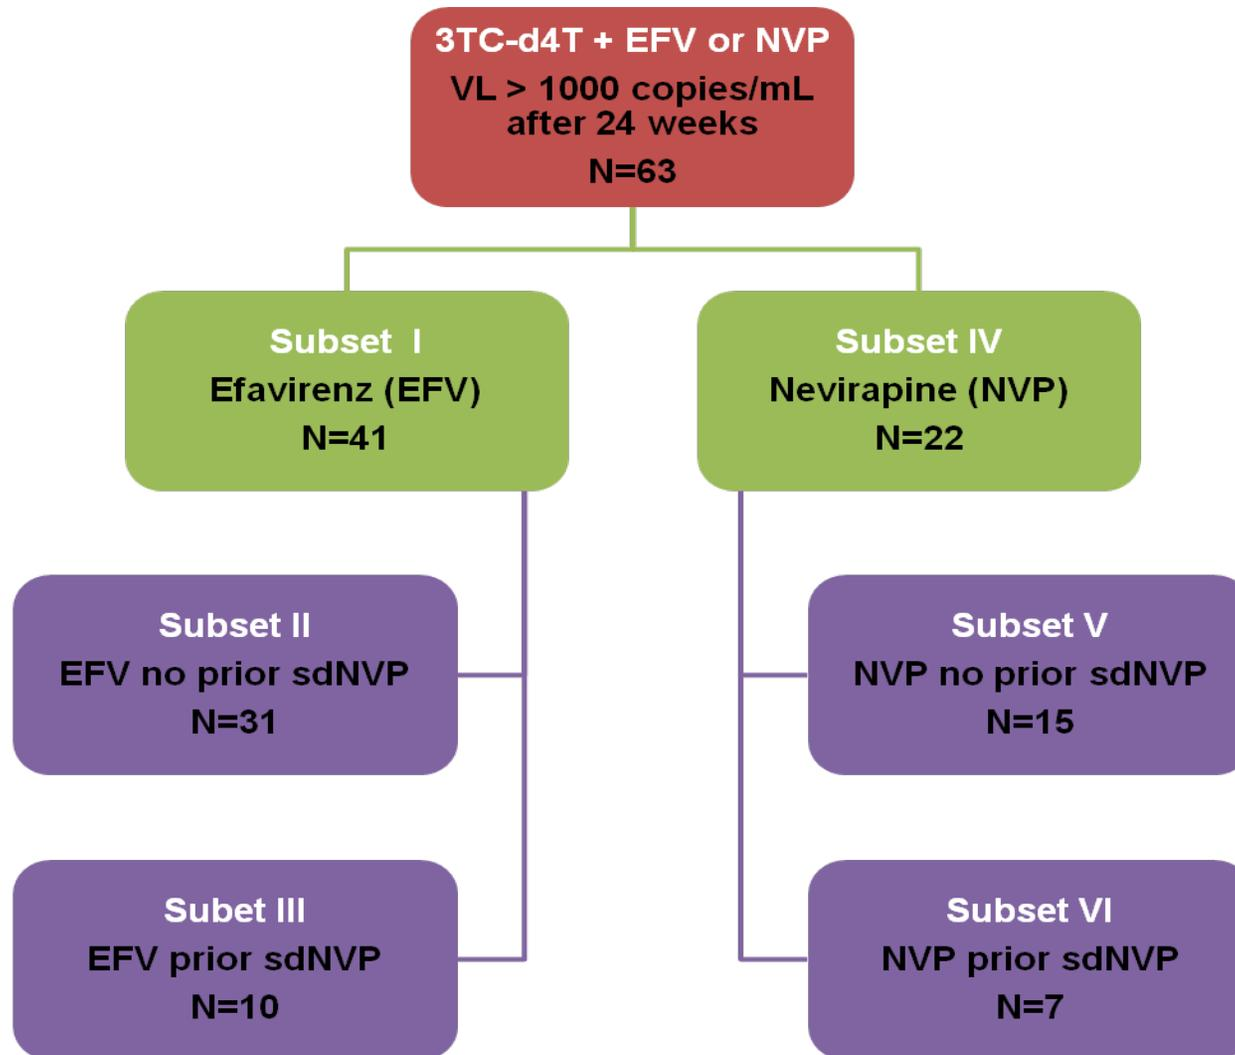 3TC-d4T + EFV or NVP
VL > 1000 copies/mL
after 24 weeks
N=63
Subset I
Efavirenz (EFV)
N=41
Subset IV
Nevirapine (NVP)
N=22
Subset II
EFV no prior sdNVP
N=31
Subset V
NVP no prior sdNVP
N=15
Subet III
EFV prior sdNVP
N=10
Subset VI
NVP prior sdNVP
N=7